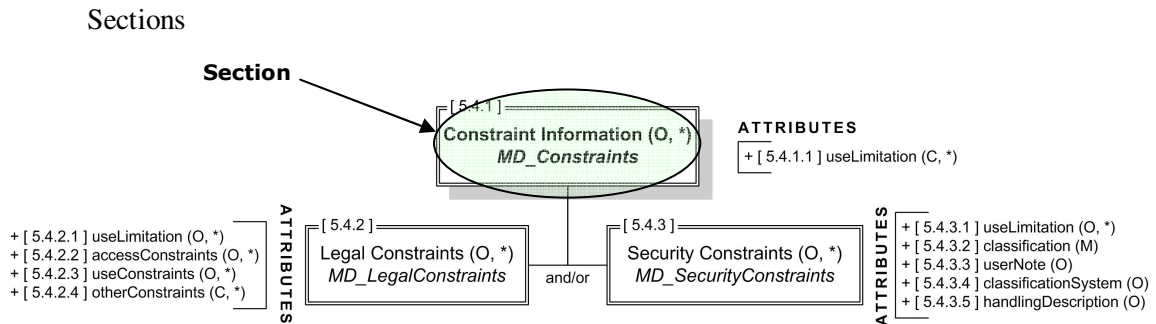 Sections
Section
[ 5.4.1 ]
Constraint Information (O, *)
MD_Constraints
ATTRIBUTES
+ [ 5.4.1.1 ] useLimitation (C, *)
ATTRIBUTES
+ [ 5.4.2.1 ] useLimitation (O, *)
+ [ 5.4.2.2 ] accessConstraints (O, *)
+ [ 5.4.2.3 ] useConstraints (O, *)
+ [ 5.4.2.4 ] otherConstraints (C, *)
[ 5.4.2 ]
Legal Constraints (O, *)
MD_LegalConstraints
and/or
[ 5.4.3 ]
Security Constraints (O, *)
MD_SecurityConstraints
ATTRIBUTES
+ [ 5.4.3.1 ] useLimitation (O, *)
+ [ 5.4.3.2 ] classification (M)
+ [ 5.4.3.3 ] userNote (O)
+ [ 5.4.3.4 ] classificationSystem (O)
+ [ 5.4.3.5 ] handlingDescription (O)